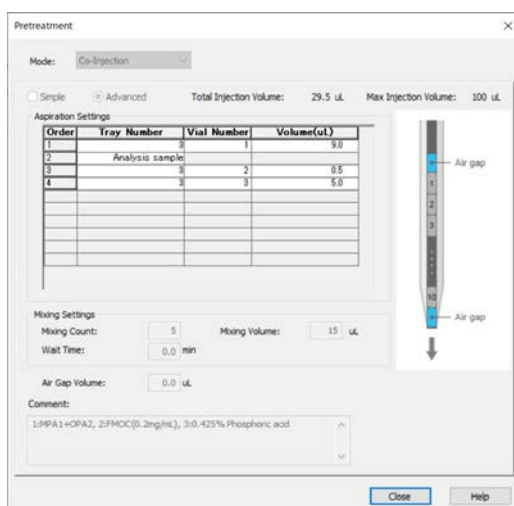 Pretreatment
Mode: Co-Injection
Simple Advanced Total Injection Volume: 29.5 uL Max Injection Volume: 100 uL
Aspiration Settings
Order Tray Number Vial Number Volume(uL)
1 3 1 9.0
2 Analysis sample
3 3 2 0.5
4 3 3 5.0
Air gap
1
2
3
10
Air gap
Mixing Settings
Mixing Count: 5 Mixing Volume: 15 uL
Wait Time: 0.0 min
Air Gap Volume: 0.0 uL
Comment:
1:MPA1+OPA2, 2:FMOC(0.2mg/mL), 3:0.425% Phosphoric acid
Close Help